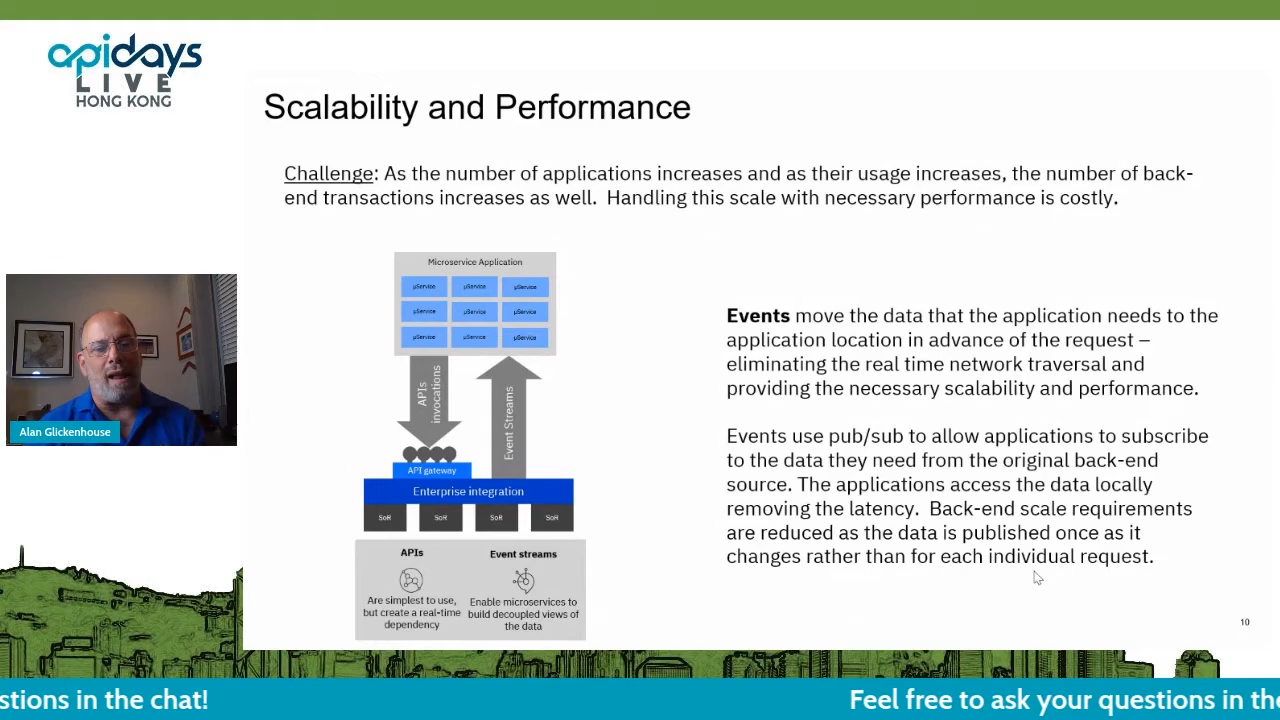 apidays
LIVE
HONG KONG
Scalability and Performance
Challenge: As the number of applications increases and as their usage increases, the number of back-
end transactions increases as well. Handling this scale with necessary performance is costly.
Microservice Application
µService µService µService
µService µService µService
µService µService µService
APIs
invocations
Event Streams
API gateway
Enterprise integration
SoR SoR SoR SoR
APIs
Are simplest to use,
but create a real-time
dependency
Event streams
Enable microservices to
build decoupled views of
the data
Events move the data that the application needs to the
application location in advance of the request –
eliminating the real time network traversal and
providing the necessary scalability and performance.
Events use pub/sub to allow applications to subscribe
to the data they need from the original back-end
source. The applications access the data locally
removing the latency. Back-end scale requirements
are reduced as the data is published once as it
changes rather than for each individual request.
10
Alan Glickenhouse
stions in the chat!
Feel free to ask your questions in the